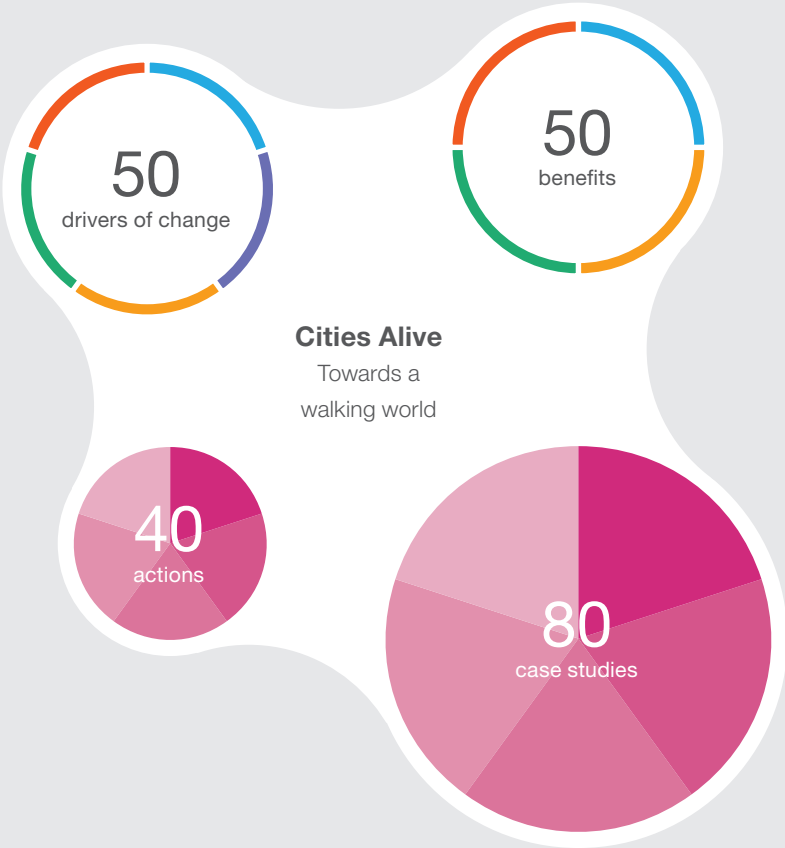 50
drivers of change
50
benefits
Cities Alive
Towards a
walking world
40
actions
80
case studies